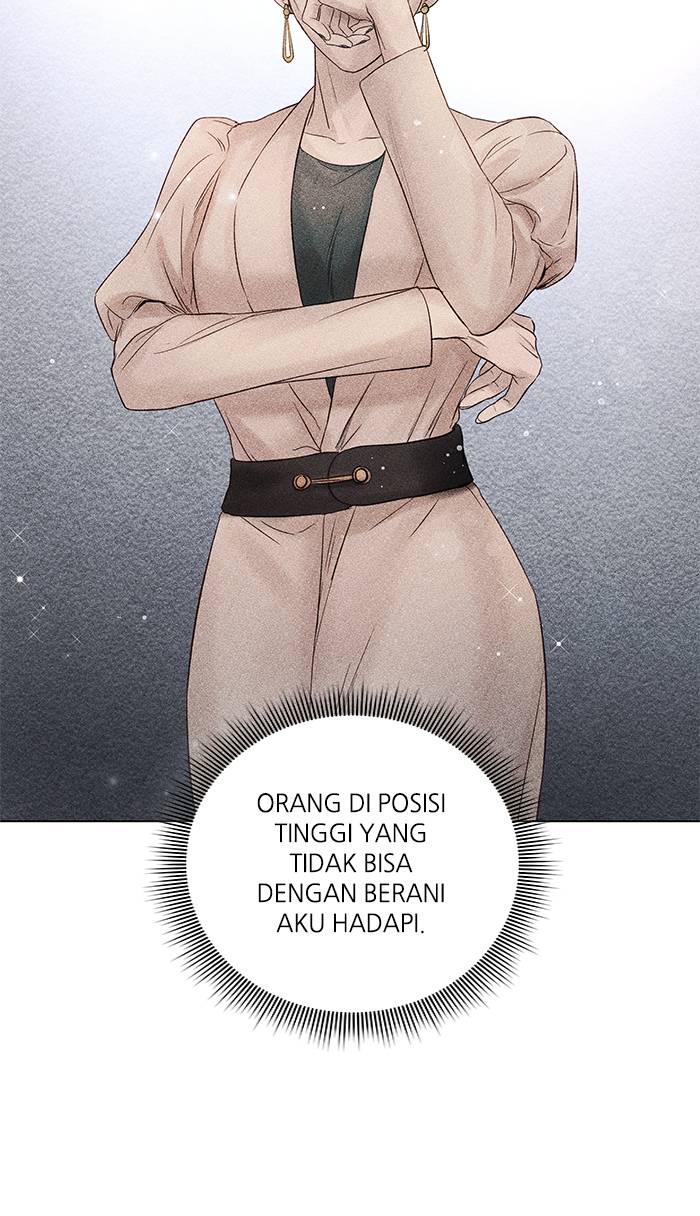 ORANG DI POSISI
TINGGI YANG
TIDAK BISA
DENGAN BERANI
AKU HADAPI.